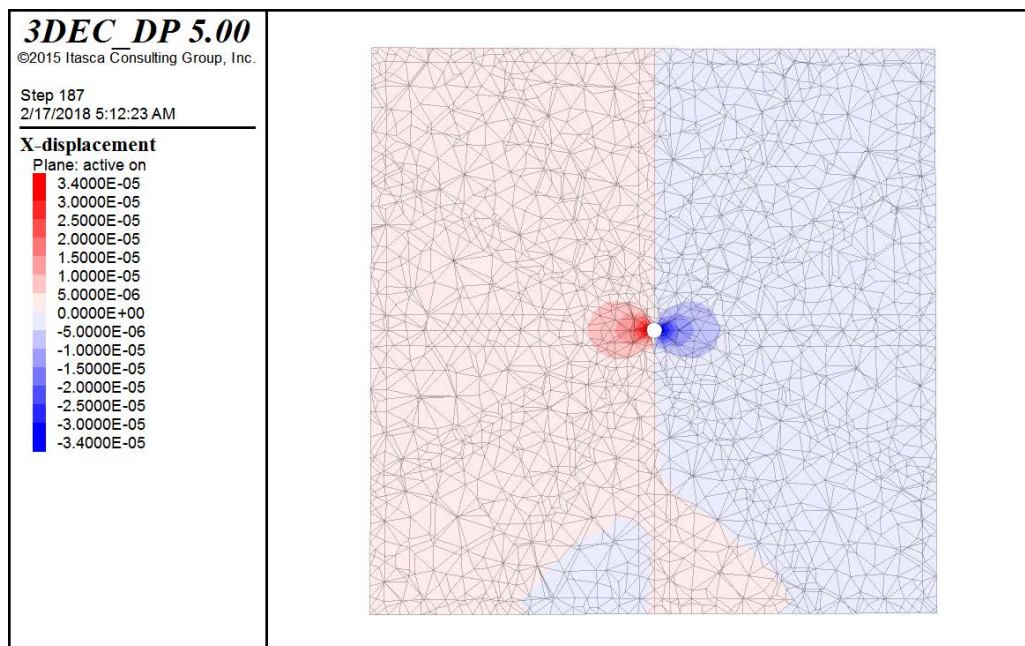 3DEC_DP 5.00
©2015 Itasca Consulting Group, Inc.
Step 187
2/17/2018 5:12:23 AM
X-displacement
Plane: active on
3.4000E-05
3.0000E-05
2.5000E-05
2.0000E-05
1.5000E-05
1.0000E-05
5.0000E-06
0.0000E+00
-5.0000E-06
-1.0000E-05
-1.5000E-05
-2.0000E-05
-2.5000E-05
-3.0000E-05
-3.4000E-05